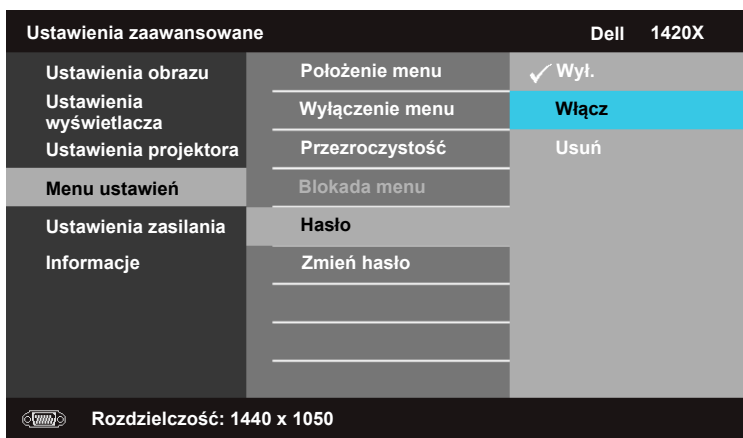 Ustawienia zaawansowane
Dell 1420X
Ustawienia obrazu
Ustawienia
wyświetlacza
Ustawienia projektora
Menu ustawień
Ustawienia zasilania
Informacje
Położenie menu
Wyłączenie menu
Przezroczystość
Blokada menu
Hasło
Zmień hasło
Wył.
Włącz
Usuń
Rozdzielczość: 1440 x 1050